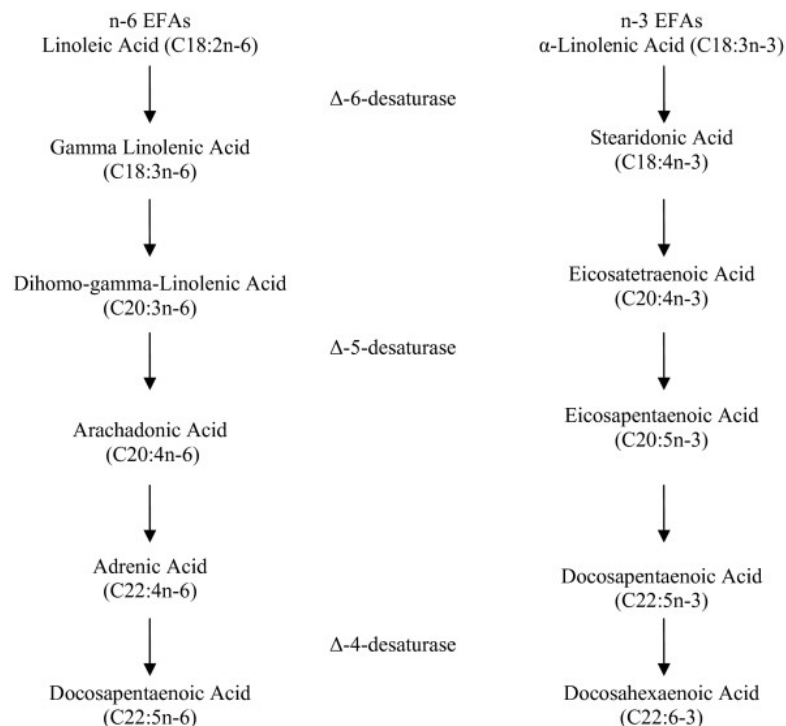 n-6 EFAs
Linoleic Acid (C18:2n-6)
n-3 EFAs
α-Linolenic Acid (C18:3n-3)
Δ-6-desaturase
Gamma Linolenic Acid
(C18:3n-6)
Stearidonic Acid
(C18:4n-3)
Dihomo-gamma-Linolenic Acid
(C20:3n-6)
Eicosatetraenoic Acid
(C20:4n-3)
Δ-5-desaturase
Arachadonic Acid
(C20:4n-6)
Eicosapentaenoic Acid
(C20:5n-3)
Adrenic Acid
(C22:4n-6)
Docosapentaenoic Acid
(C22:5n-3)
Δ-4-desaturase
Docosapentaenoic Acid
(C22:5n-6)
Docosahexaenoic Acid
(C22:6-3)